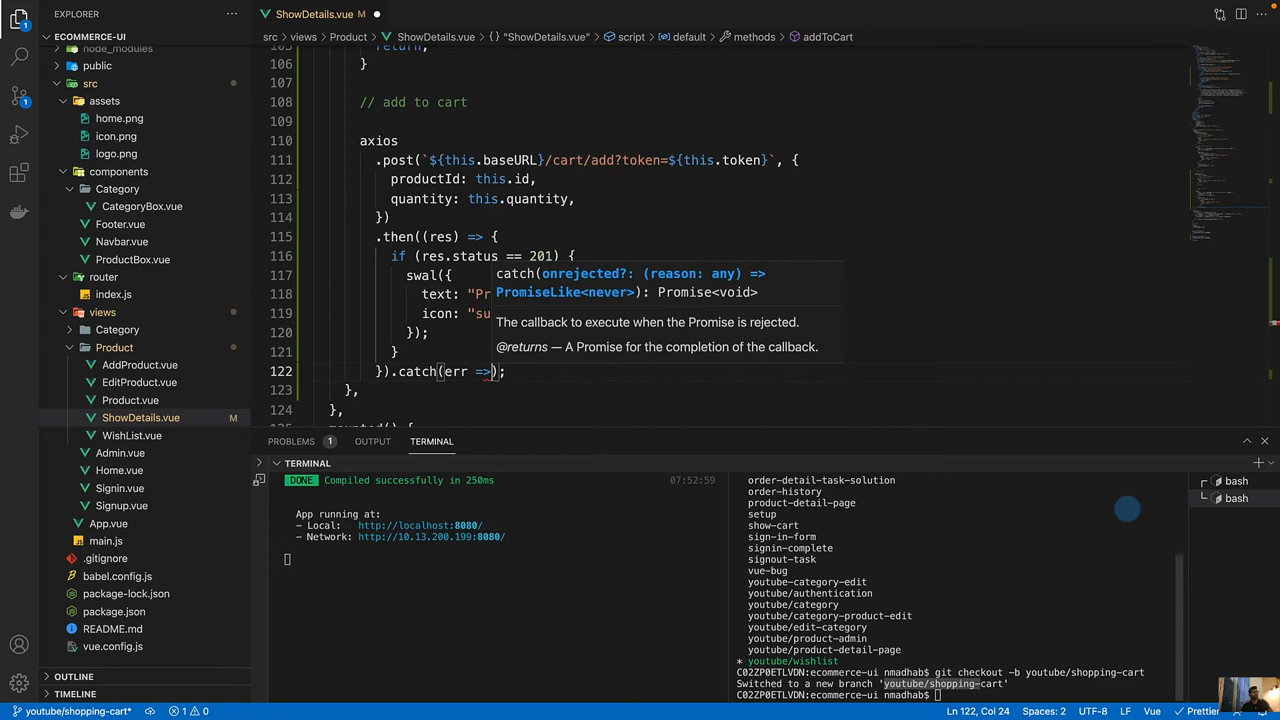 EXPLORER
ECOMMERCE-UI
node_modules
public
src
assets
home.png
icon.png
logo.png
components
Category
CategoryBox.vue
Footer.vue
Navbar.vue
ProductBox.vue
router
index.js
views
Category
Product
AddProduct.vue
EditProduct.vue
Product.vue
ShowDetails.vue M
WishList.vue
Admin.vue
Home.vue
Signin.vue
Signup.vue
App.vue
main.js
.gitignore
babel.config.js
package-lock.json
package.json
README.md
vue.config.js
OUTLINE
TIMELINE
ShowDetails.vue M
src > views > Product > ShowDetails.vue > {} "ShowDetails.vue" > script > default > methods > addToCart
105 return;
106 }
107
108 // add to cart
109
110 axios
111 .post(`${this.baseURL}/cart/add?token=${this.token}`, {
112 productId: this.id,
113 quantity: this.quantity,
114 })
115 .then((res) => {
116 if (res.status == 201) {
117 swal({
118 text: "Pr
119 icon: "su
120 });
121 }
122 }).catch(err =>);
123 },
124 },
mounted() {
catch(onrejected?: (reason: any) =>
PromiseLike<never>): Promise<void>
The callback to execute when the Promise is rejected.
@returns — A Promise for the completion of the callback.
PROBLEMS 1 OUTPUT TERMINAL
TERMINAL
DONE Compiled successfully in 250ms 07:52:59
App running at:
- Local: http://localhost:8080/
- Network: http://10.13.200.199:8080/
order-detail-task-solution
order-history
product-detail-page
setup
show-cart
sign-in-form
signin-complete
signout-task
vue-bug
youtube-category-edit
youtube/authentication
youtube/category
youtube/category-product-edit
youtube/edit-category
youtube/product-admin
youtube/product-detail-page
* youtube/wishlist
C02ZP0ETLVDN:ecommerce-ui nmadhab$ git checkout -b youtube/shopping-cart
Switched to a new branch 'youtube/shopping-cart'
C02ZP0ETLVDN:ecommerce-ui nmadhab$
bash
bash
youtube/shopping-cart* 1 0 Ln 122, Col 24 Spaces: 2 UTF-8 LF Vue Prettier